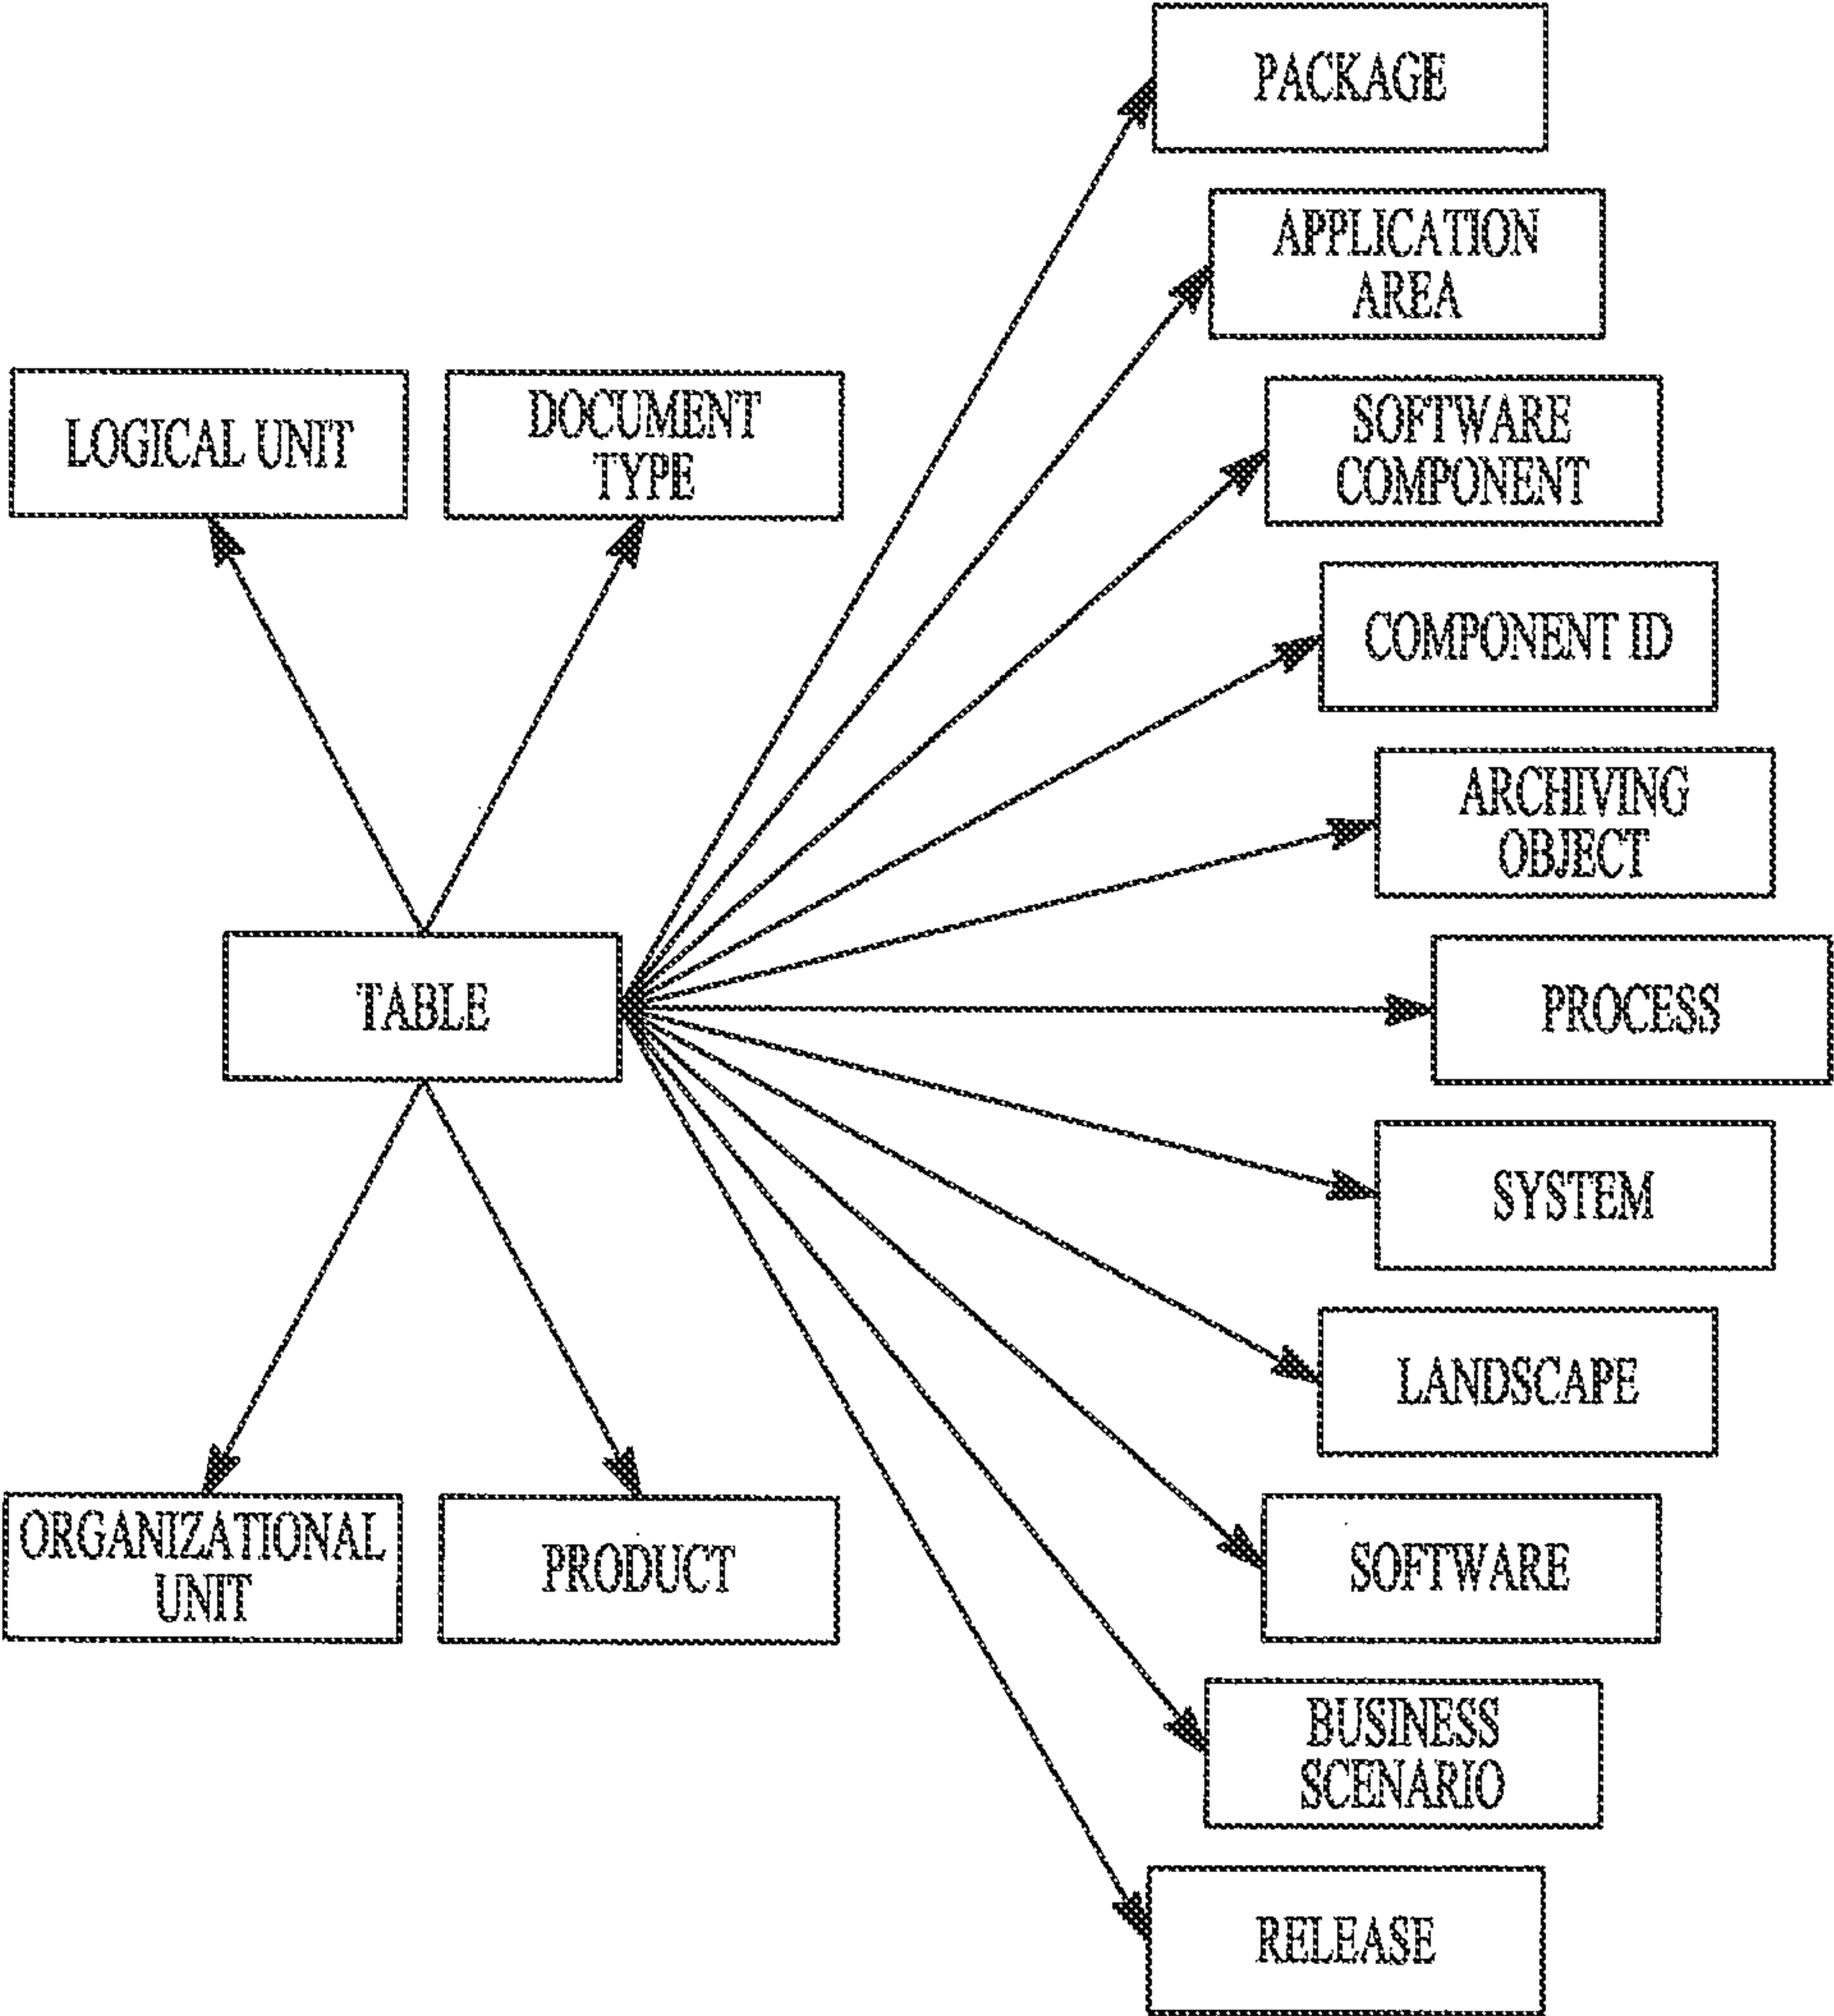 PACKAGE
APPLICATION
AREA
LOGICAL UNIT
DOCUMENT
TYPE
SOFTWARE
COMPONENT
COMPONENT ID
ARCHIVING
OBJECT
TABLE
PROCESS
SYSTEM
LANDSCAPE
ORGANIZATIONAL
UNIT
PRODUCT
SOFTWARE
BUSINESS
SCENARIO
RELEASE